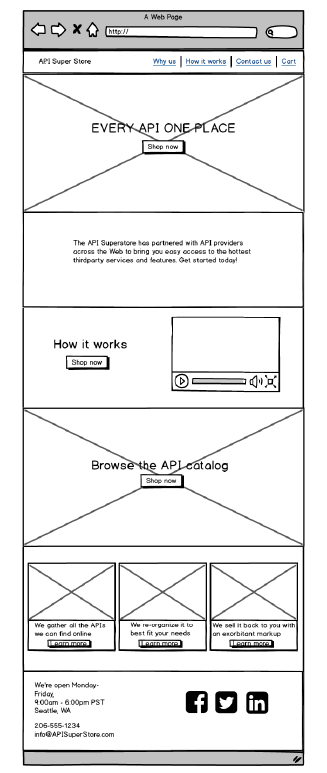 A Web Page
http://
API Super Store
Why us
How it works
Contact us
Cart
EVERY API ONE PLACE
Shop now
The API Superstore has partnered with API providers
across the Web to bring you easy access to the hottest
thirdparty services and features. Get started today!
How it works
Shop now
Browse the API catalog
Shop now
We gather all the APIs
we can find online
Learn more
We re-organize it to
best fit your needs
Learn more
We sell it back to you with
an exorbitant markup
Learn more
We're open Monday-
Friday,
9:00am - 6:00pm PST
Seattle, WA
206-555-1234
info@APISuperStore.com